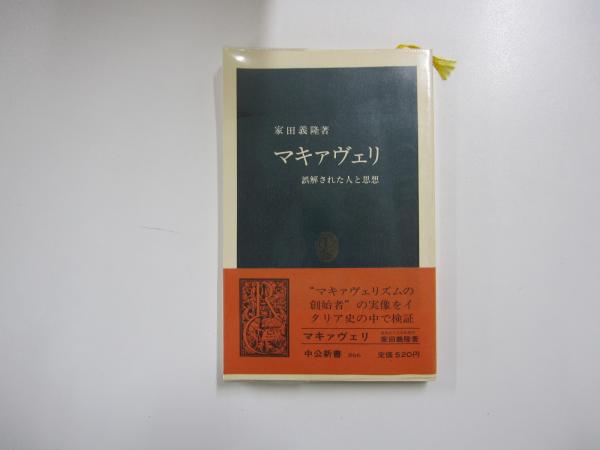 家田義隆著
マキァヴェリ
誤解された人と思想
“マキァヴェリズムの
創始者”の実像をイ
タリア史の中で検証
マキァヴェリ 家田義隆著
中公新書 866 定価520円